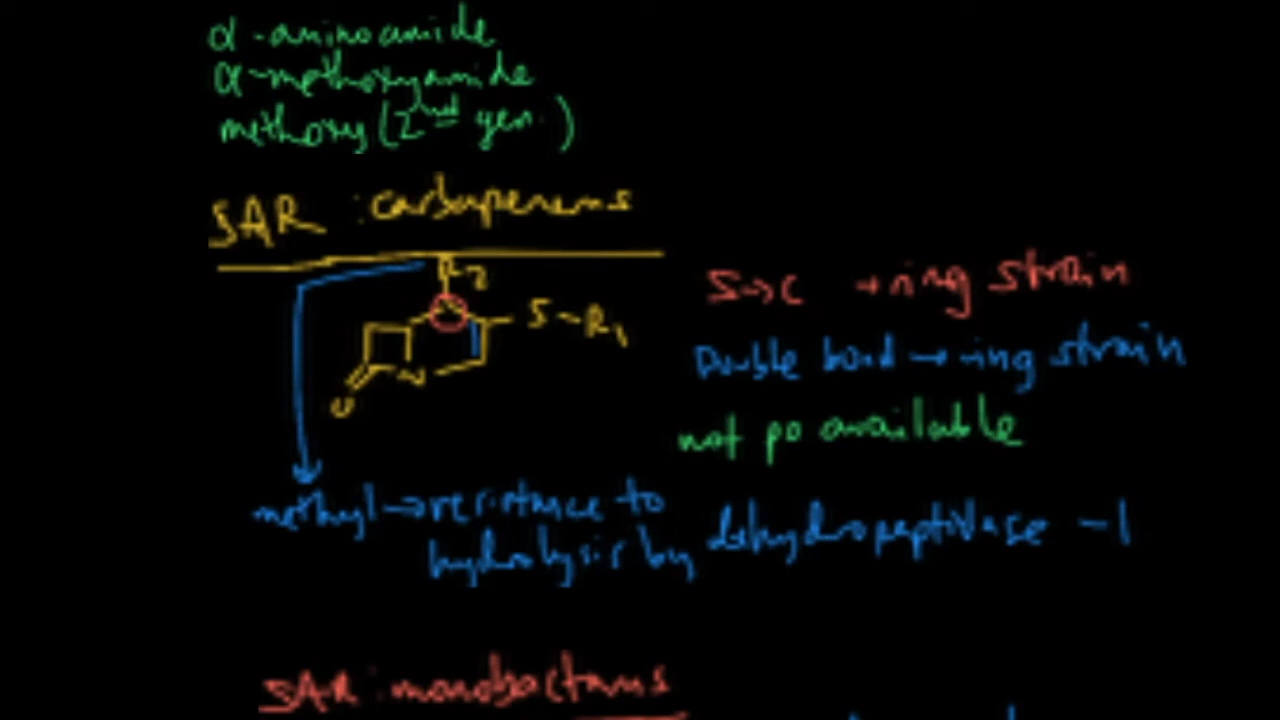 α-aminoamide
α-methoxyamide
methoxy (2nd gen.)
SAR : carbapenems
R2
S-R1
N
O
S→C → ring strain
Double bond → ring strain
not po available
methyl → resistance to
hydrolysis by dehydropeptidase -1
SAR : monobactams